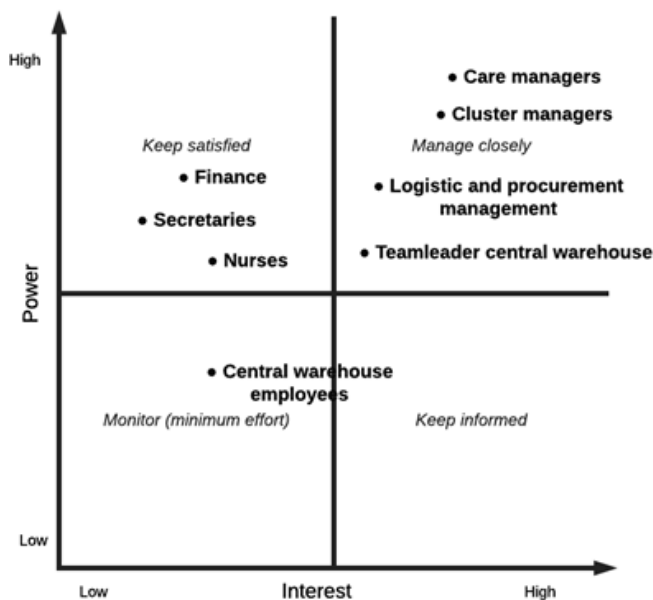 High
Care managers
Cluster managers
Keep satisfied
Manage closely
Finance
Logistic and procurement
management
Secretaries
Teamleader central warehouse
Nurses
Power
Central warehouse
employees
Monitor (minimum effort)
Keep informed
Low
Low
Interest
High